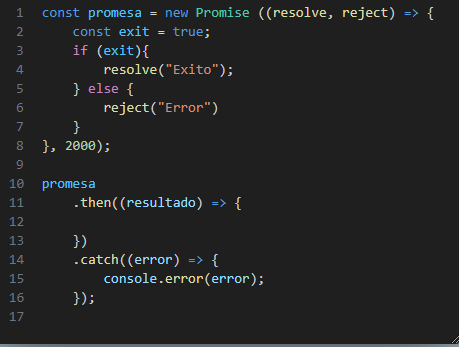 1 const promesa = new Promise ((resolve, reject) => {
2     const exit = true;
3     if (exit){
4         resolve("Exito");
5     } else {
6         reject("Error")
7     }
8 }, 2000);
9
10 promesa
11     .then((resultado) => {
12
13     })
14     .catch((error) => {
15         console.error(error);
16     });
17